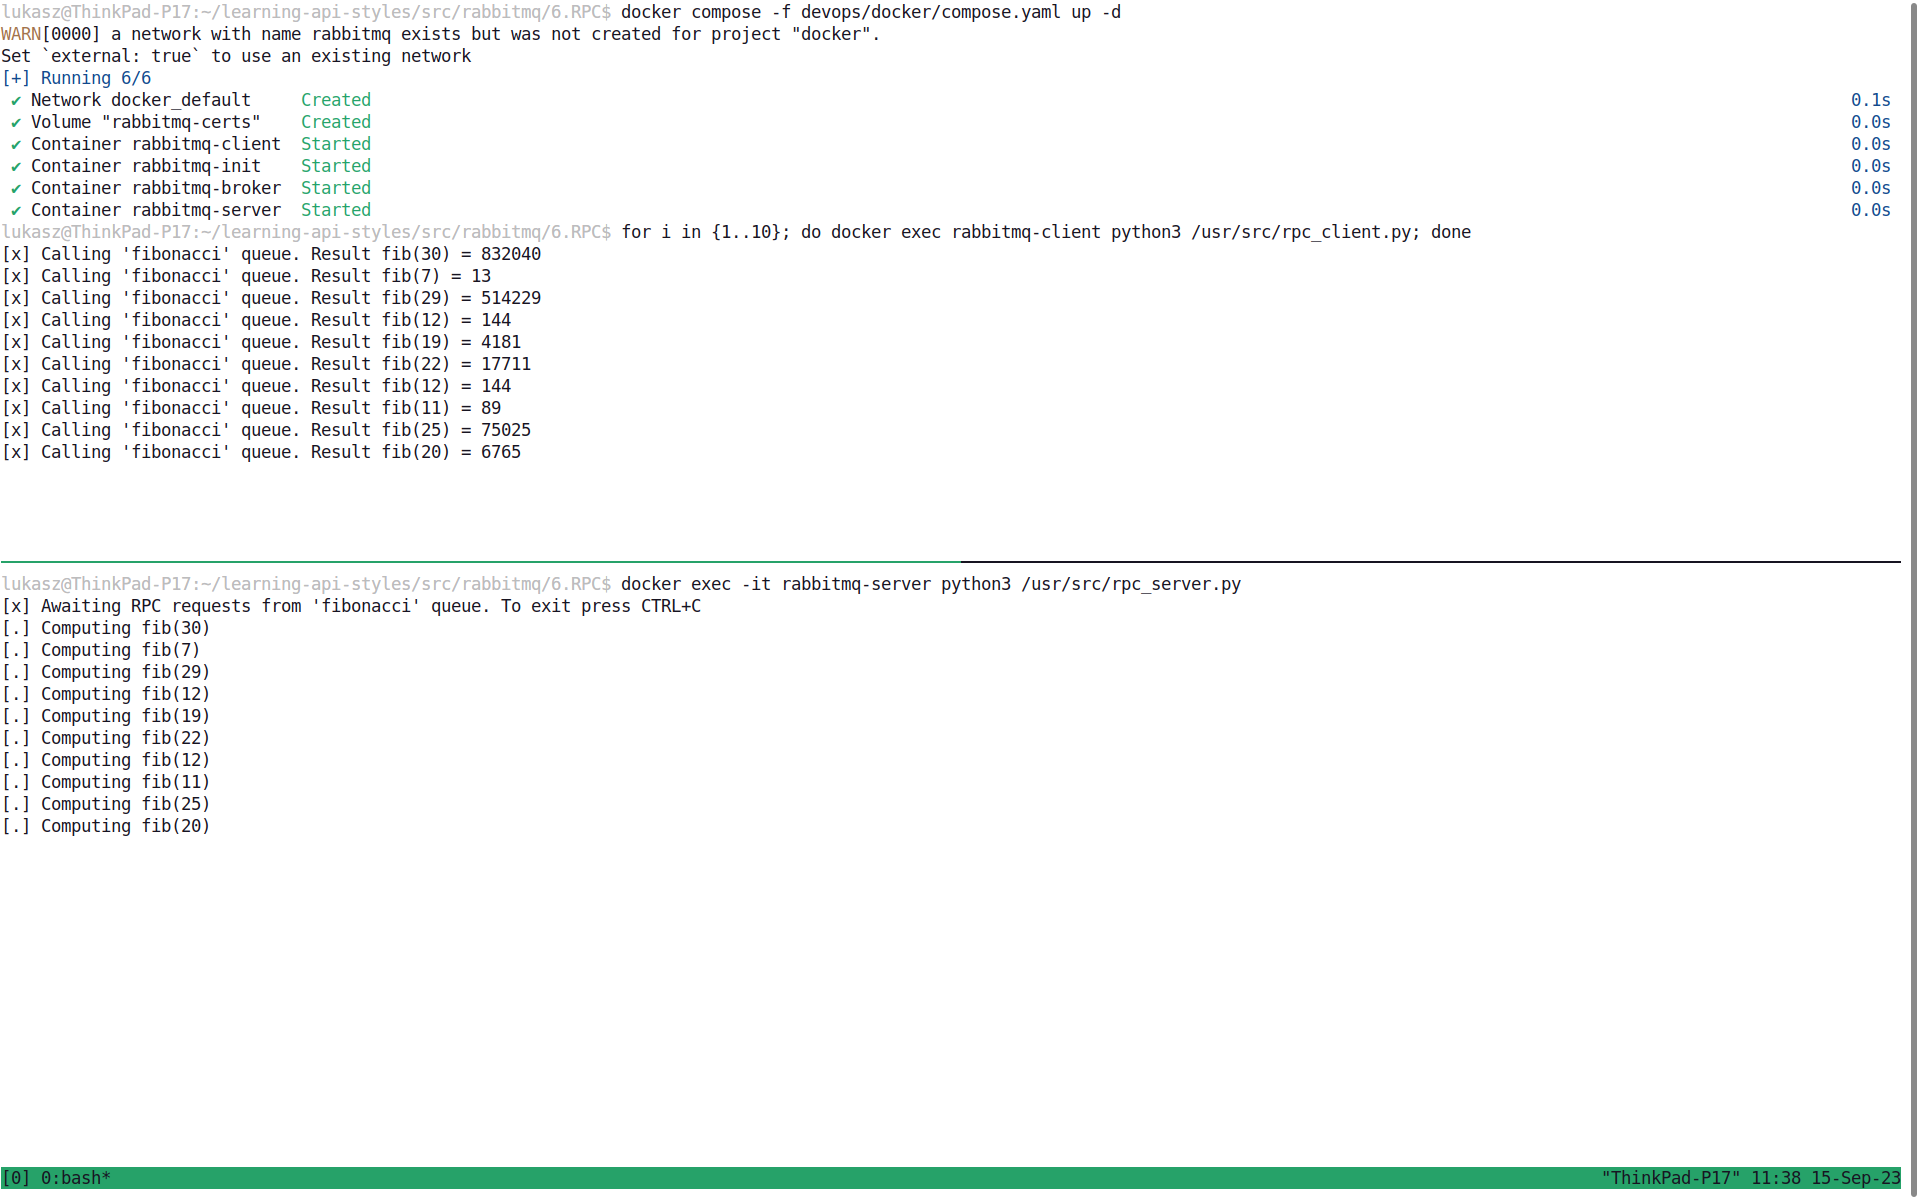 lukasz@ThinkPad-P17:~/learning-api-styles/src/rabbitmq/6.RPC$ docker compose -f devops/docker/compose.yaml up -d
WARN[0000] a network with name rabbitmq exists but was not created for project "docker".
Set `external: true` to use an existing network
[+] Running 6/6
✔ Network docker_default Created 0.1s
✔ Volume "rabbitmq-certs" Created 0.0s
✔ Container rabbitmq-client Started 0.0s
✔ Container rabbitmq-init Started 0.0s
✔ Container rabbitmq-broker Started 0.0s
✔ Container rabbitmq-server Started 0.0s
lukasz@ThinkPad-P17:~/learning-api-styles/src/rabbitmq/6.RPC$ for i in {1..10}; do docker exec rabbitmq-client python3 /usr/src/rpc_client.py; done
[x] Calling 'fibonacci' queue. Result fib(30) = 832040
[x] Calling 'fibonacci' queue. Result fib(7) = 13
[x] Calling 'fibonacci' queue. Result fib(29) = 514229
[x] Calling 'fibonacci' queue. Result fib(12) = 144
[x] Calling 'fibonacci' queue. Result fib(19) = 4181
[x] Calling 'fibonacci' queue. Result fib(22) = 17711
[x] Calling 'fibonacci' queue. Result fib(12) = 144
[x] Calling 'fibonacci' queue. Result fib(11) = 89
[x] Calling 'fibonacci' queue. Result fib(25) = 75025
[x] Calling 'fibonacci' queue. Result fib(20) = 6765
lukasz@ThinkPad-P17:~/learning-api-styles/src/rabbitmq/6.RPC$ docker exec -it rabbitmq-server python3 /usr/src/rpc_server.py
[x] Awaiting RPC requests from 'fibonacci' queue. To exit press CTRL+C
[.] Computing fib(30)
[.] Computing fib(7)
[.] Computing fib(29)
[.] Computing fib(12)
[.] Computing fib(19)
[.] Computing fib(22)
[.] Computing fib(12)
[.] Computing fib(11)
[.] Computing fib(25)
[.] Computing fib(20)
[0] 0:bash* "ThinkPad-P17" 11:38 15-Sep-23